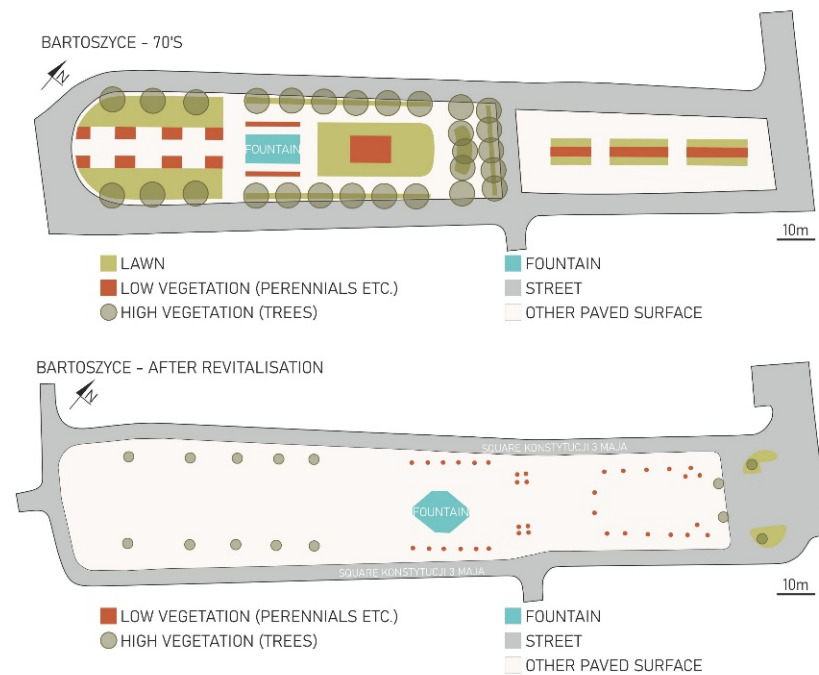 BARTOSZYCE - 70'S
N
FOUNTAIN
10m
LAWN
LOW VEGETATION (PERENNIALS ETC.)
HIGH VEGETATION (TREES)
FOUNTAIN
STREET
OTHER PAVED SURFACE
BARTOSZYCE - AFTER REVITALISATION
N
SQUARE KONSTYTUCJI 3 MAJA
FOUNTAIN
SQUARE KONSTYTUCJI 3 MAJA
10m
LOW VEGETATION (PERENNIALS ETC.)
HIGH VEGETATION (TREES)
FOUNTAIN
STREET
OTHER PAVED SURFACE